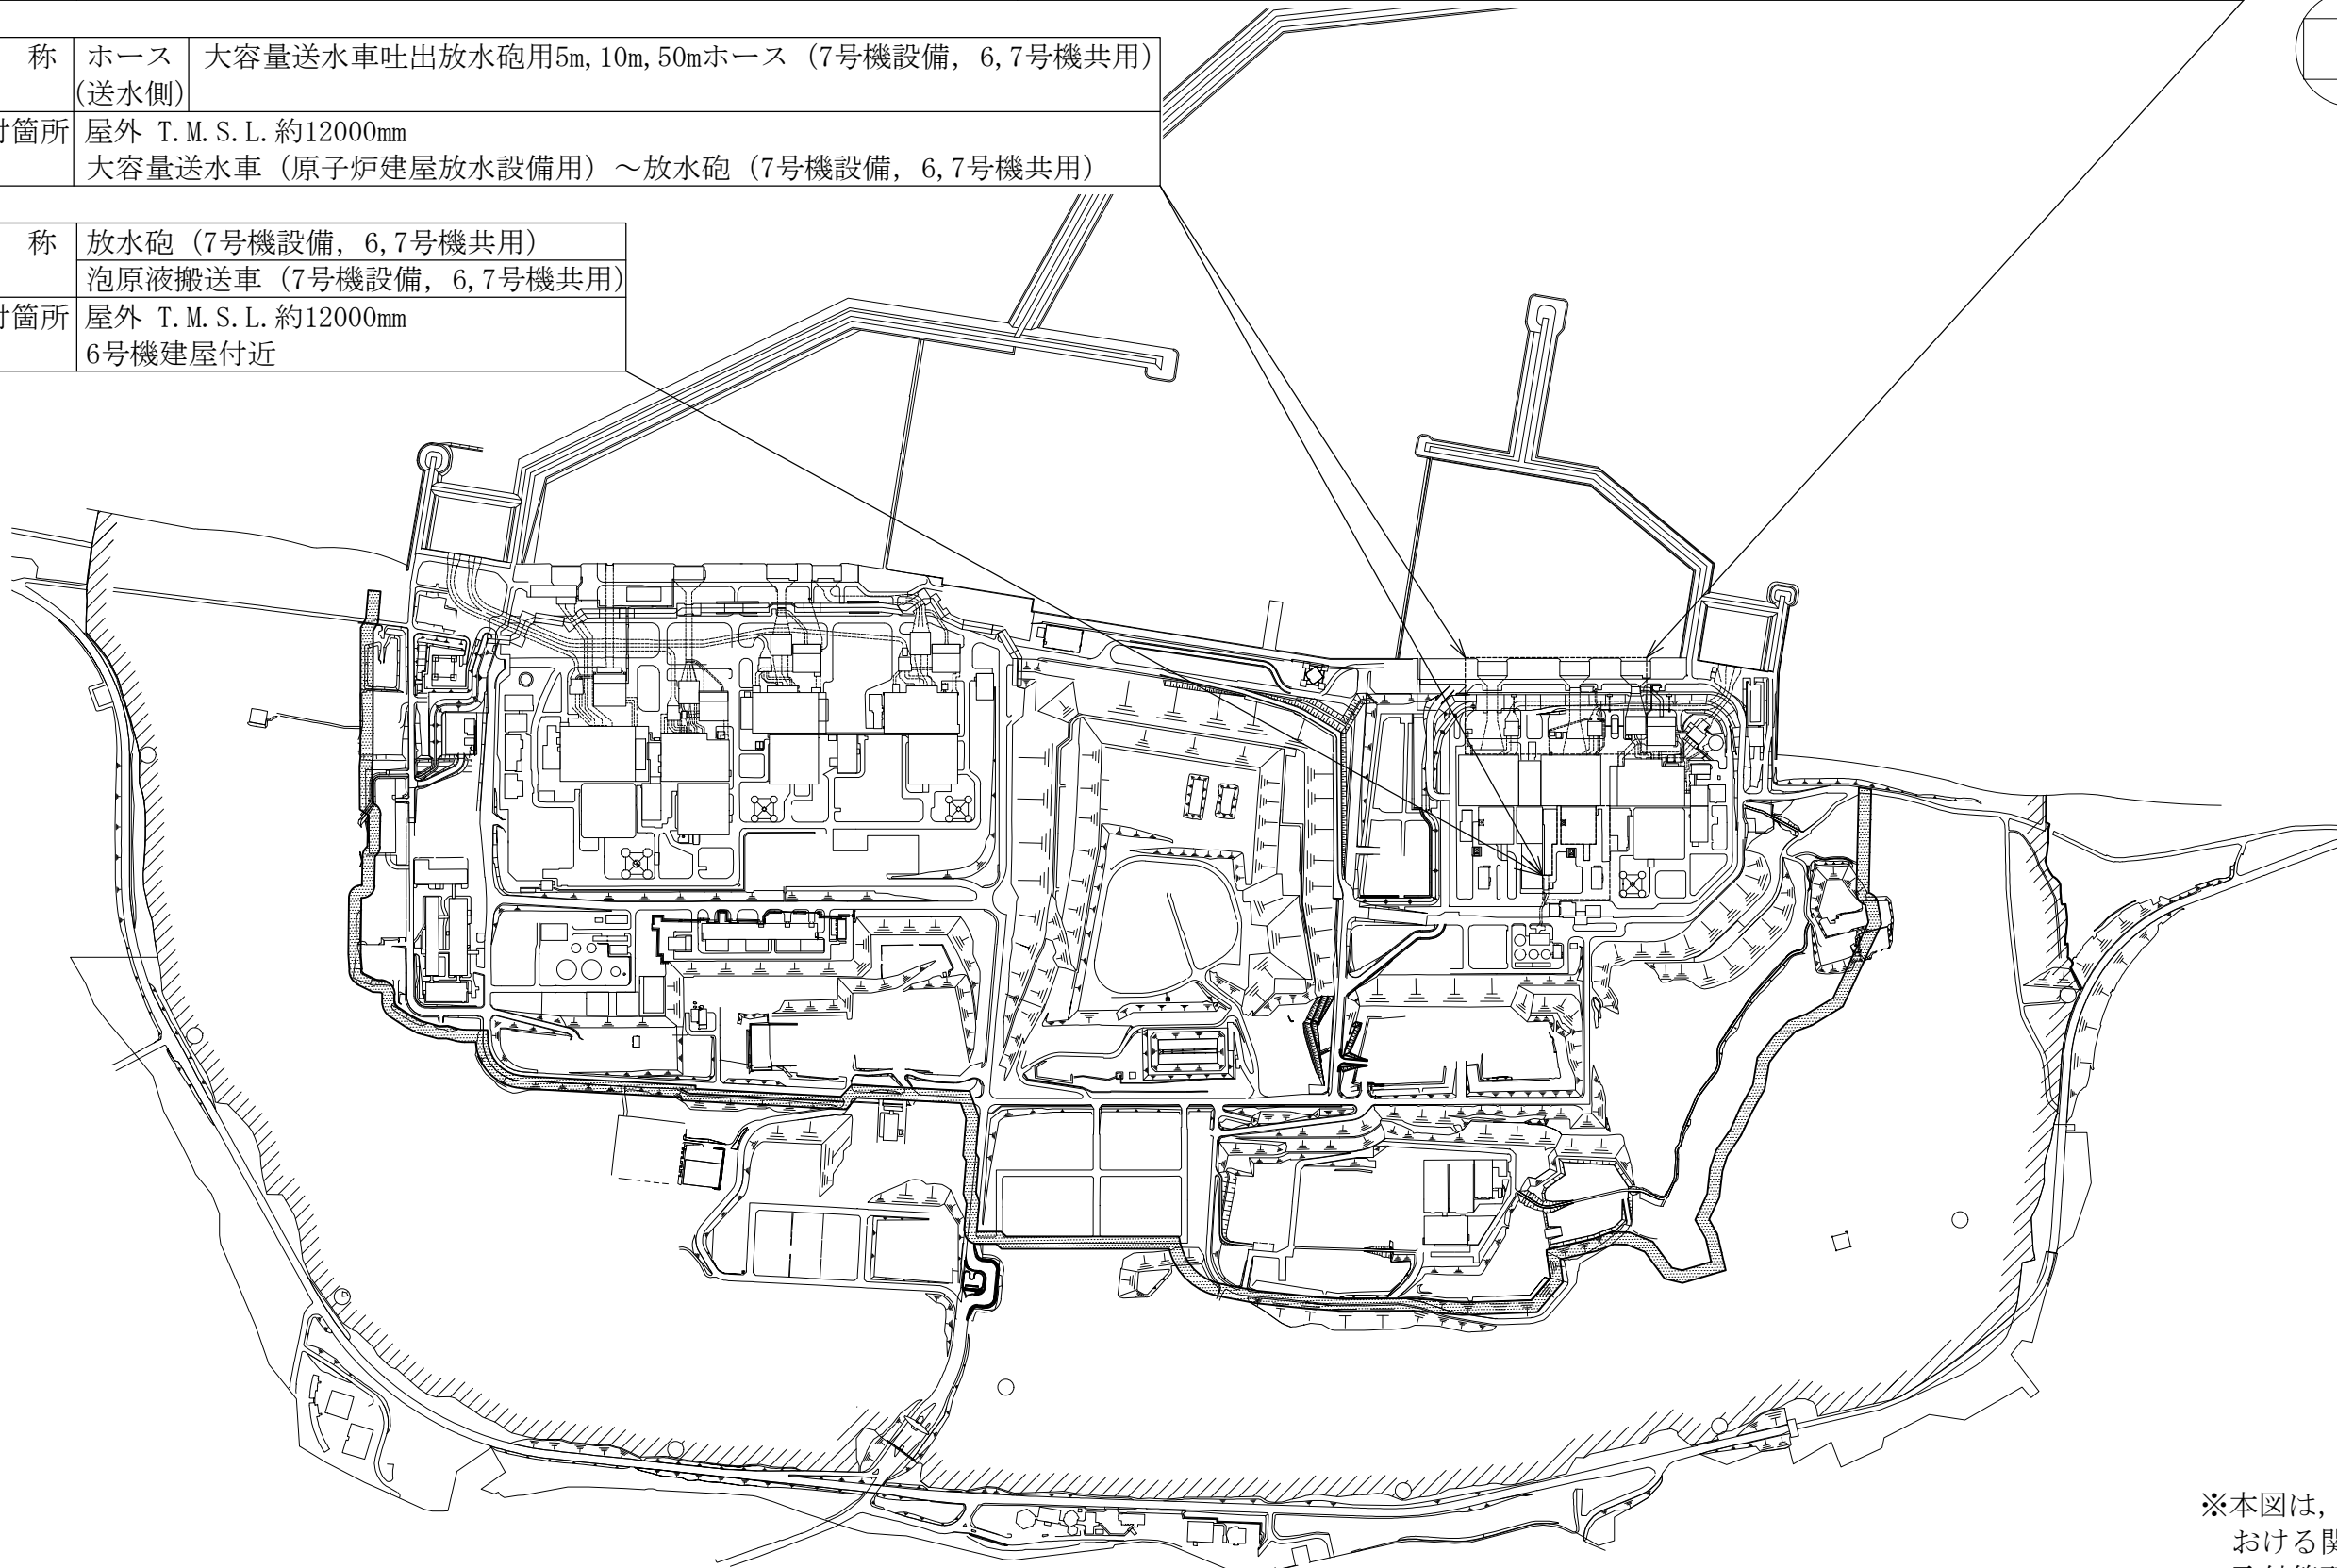 称 ホース 大容量送水車吐出放水砲用5m, 10m, 50mホース（7号機設備, 6, 7号機共用）
(送水側)
付箇所 屋外 T.M.S.L.約12000mm
大容量送水車（原子炉建屋放水設備用）～放水砲（7号機設備, 6, 7号機共用）
称 放水砲（7号機設備, 6, 7号機共用）
泡原液搬送車（7号機設備, 6, 7号機共用）
付箇所 屋外 T.M.S.L.約12000mm
6号機建屋付近
※本図は,
おける関